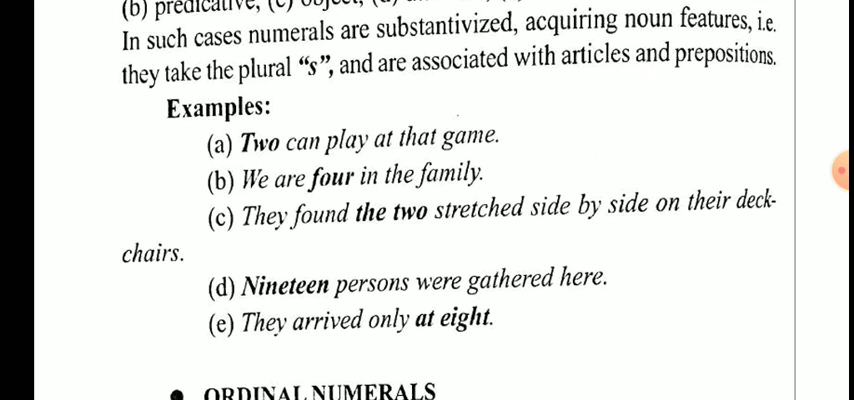 (b) predicative, (c) object,
In such cases numerals are substantivized, acquiring noun features, i.e.
they take the plural “s”, and are associated with articles and prepositions.
Examples:
(a) Two can play at that game.
(b) We are four in the family.
(c) They found the two stretched side by side on their deck-
chairs.
(d) Nineteen persons were gathered here.
(e) They arrived only at eight.
● ORDINAL NUMERALS